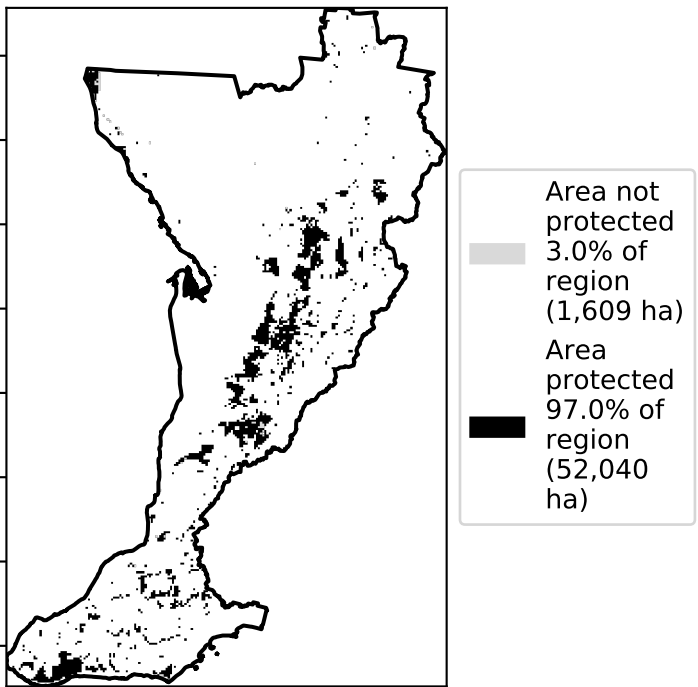 Area not
protected
3.0% of
region
(1,609 ha)
Area
protected
97.0% of
region
(52,040
ha)